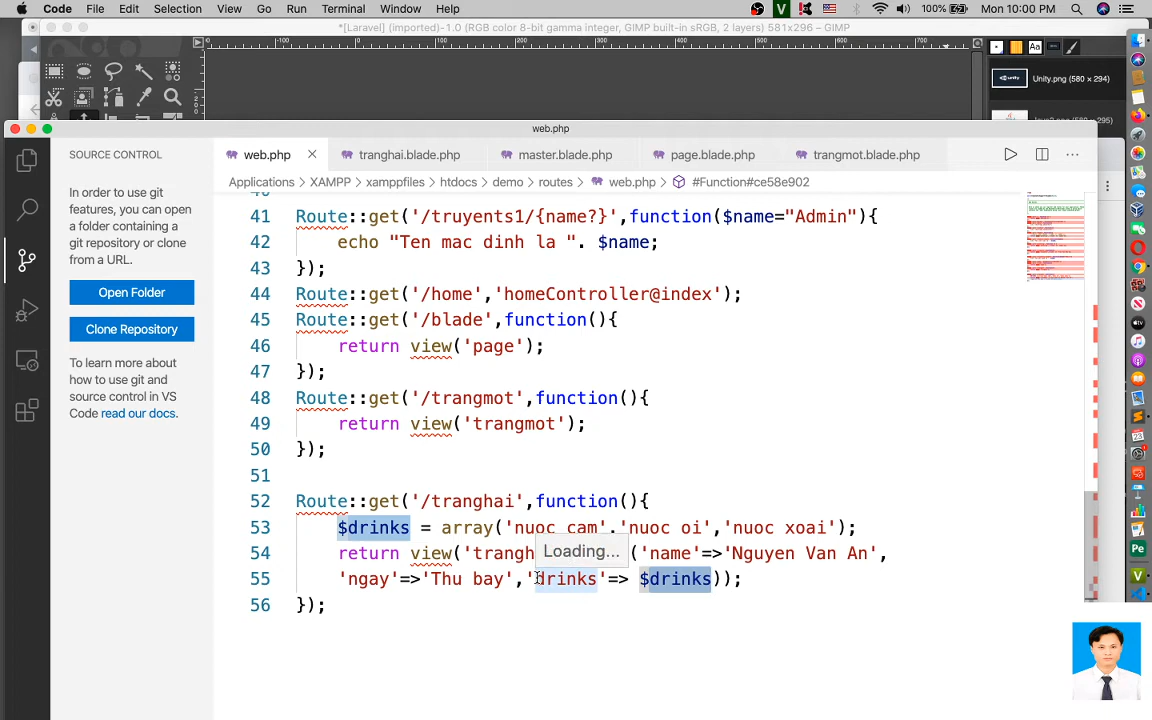 Code File Edit Selection View Go Run Terminal Window Help 100% Mon 10:00 PM
*[Laravel] (imported)-1.0 (RGB color 8-bit gamma integer, GIMP built-in sRGB, 2 layers) 581x296 – GIMP
Unity.png (580 × 294)
web.php
SOURCE CONTROL
web.php tranghai.blade.php master.blade.php page.blade.php trangmot.blade.php
Applications > XAMPP > xamppfiles > htdocs > demo > routes > web.php > #Function#ce58e902
In order to use git
features, you can open
a folder containing a
git repository or clone
from a URL.
Open Folder
Clone Repository
To learn more about
how to use git and
source control in VS
Code read our docs.
41 Route::get('/truyents1/{name?}',function($name="Admin"){
42 echo "Ten mac dinh la ". $name;
43 });
44 Route::get('/home','homeController@index');
45 Route::get('/blade',function(){
46 return view('page');
47 });
48 Route::get('/trangmot',function(){
49 return view('trangmot');
50 });
51
52 Route::get('/tranghai',function(){
53 $drinks = array('nuoc cam','nuoc oi','nuoc xoai');
54 return view('trangh ('name'=>'Nguyen Van An',
Loading...
55 'ngay'=>'Thu bay','drinks'=> $drinks));
56 });